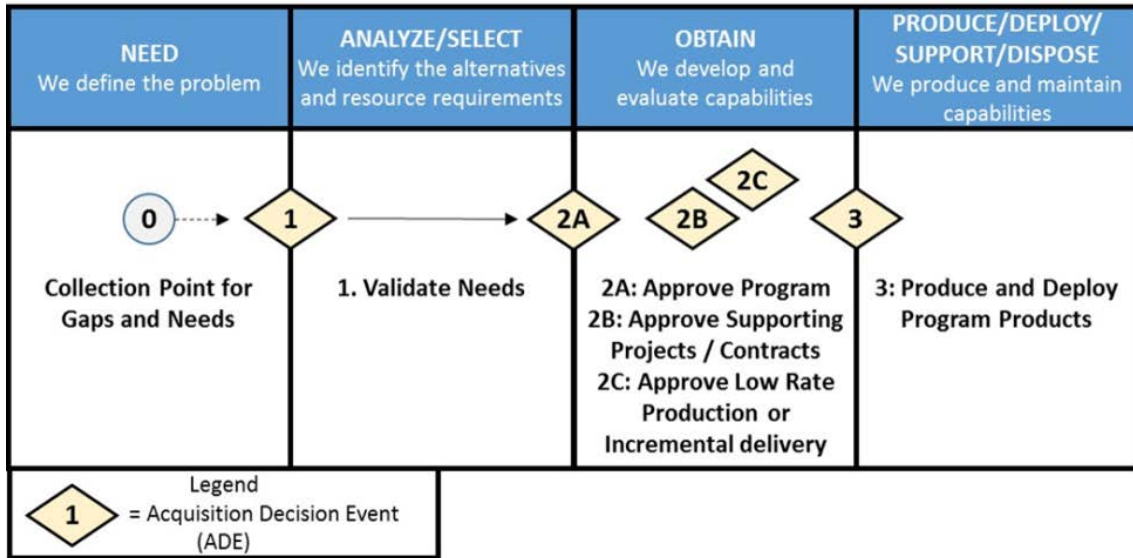 NEED
We define the problem
ANALYZE/SELECT
We identify the alternatives
and resource requirements
OBTAIN
We develop and
evaluate capabilities
PRODUCE/DEPLOY/
SUPPORT/DISPOSE
We produce and maintain
capabilities
0
1
2A
2B
2C
3
Collection Point for
Gaps and Needs
1. Validate Needs
2A: Approve Program
2B: Approve Supporting
Projects / Contracts
2C: Approve Low Rate
Production or
Incremental delivery
3: Produce and Deploy
Program Products
Legend
1
= Acquisition Decision Event
(ADE)